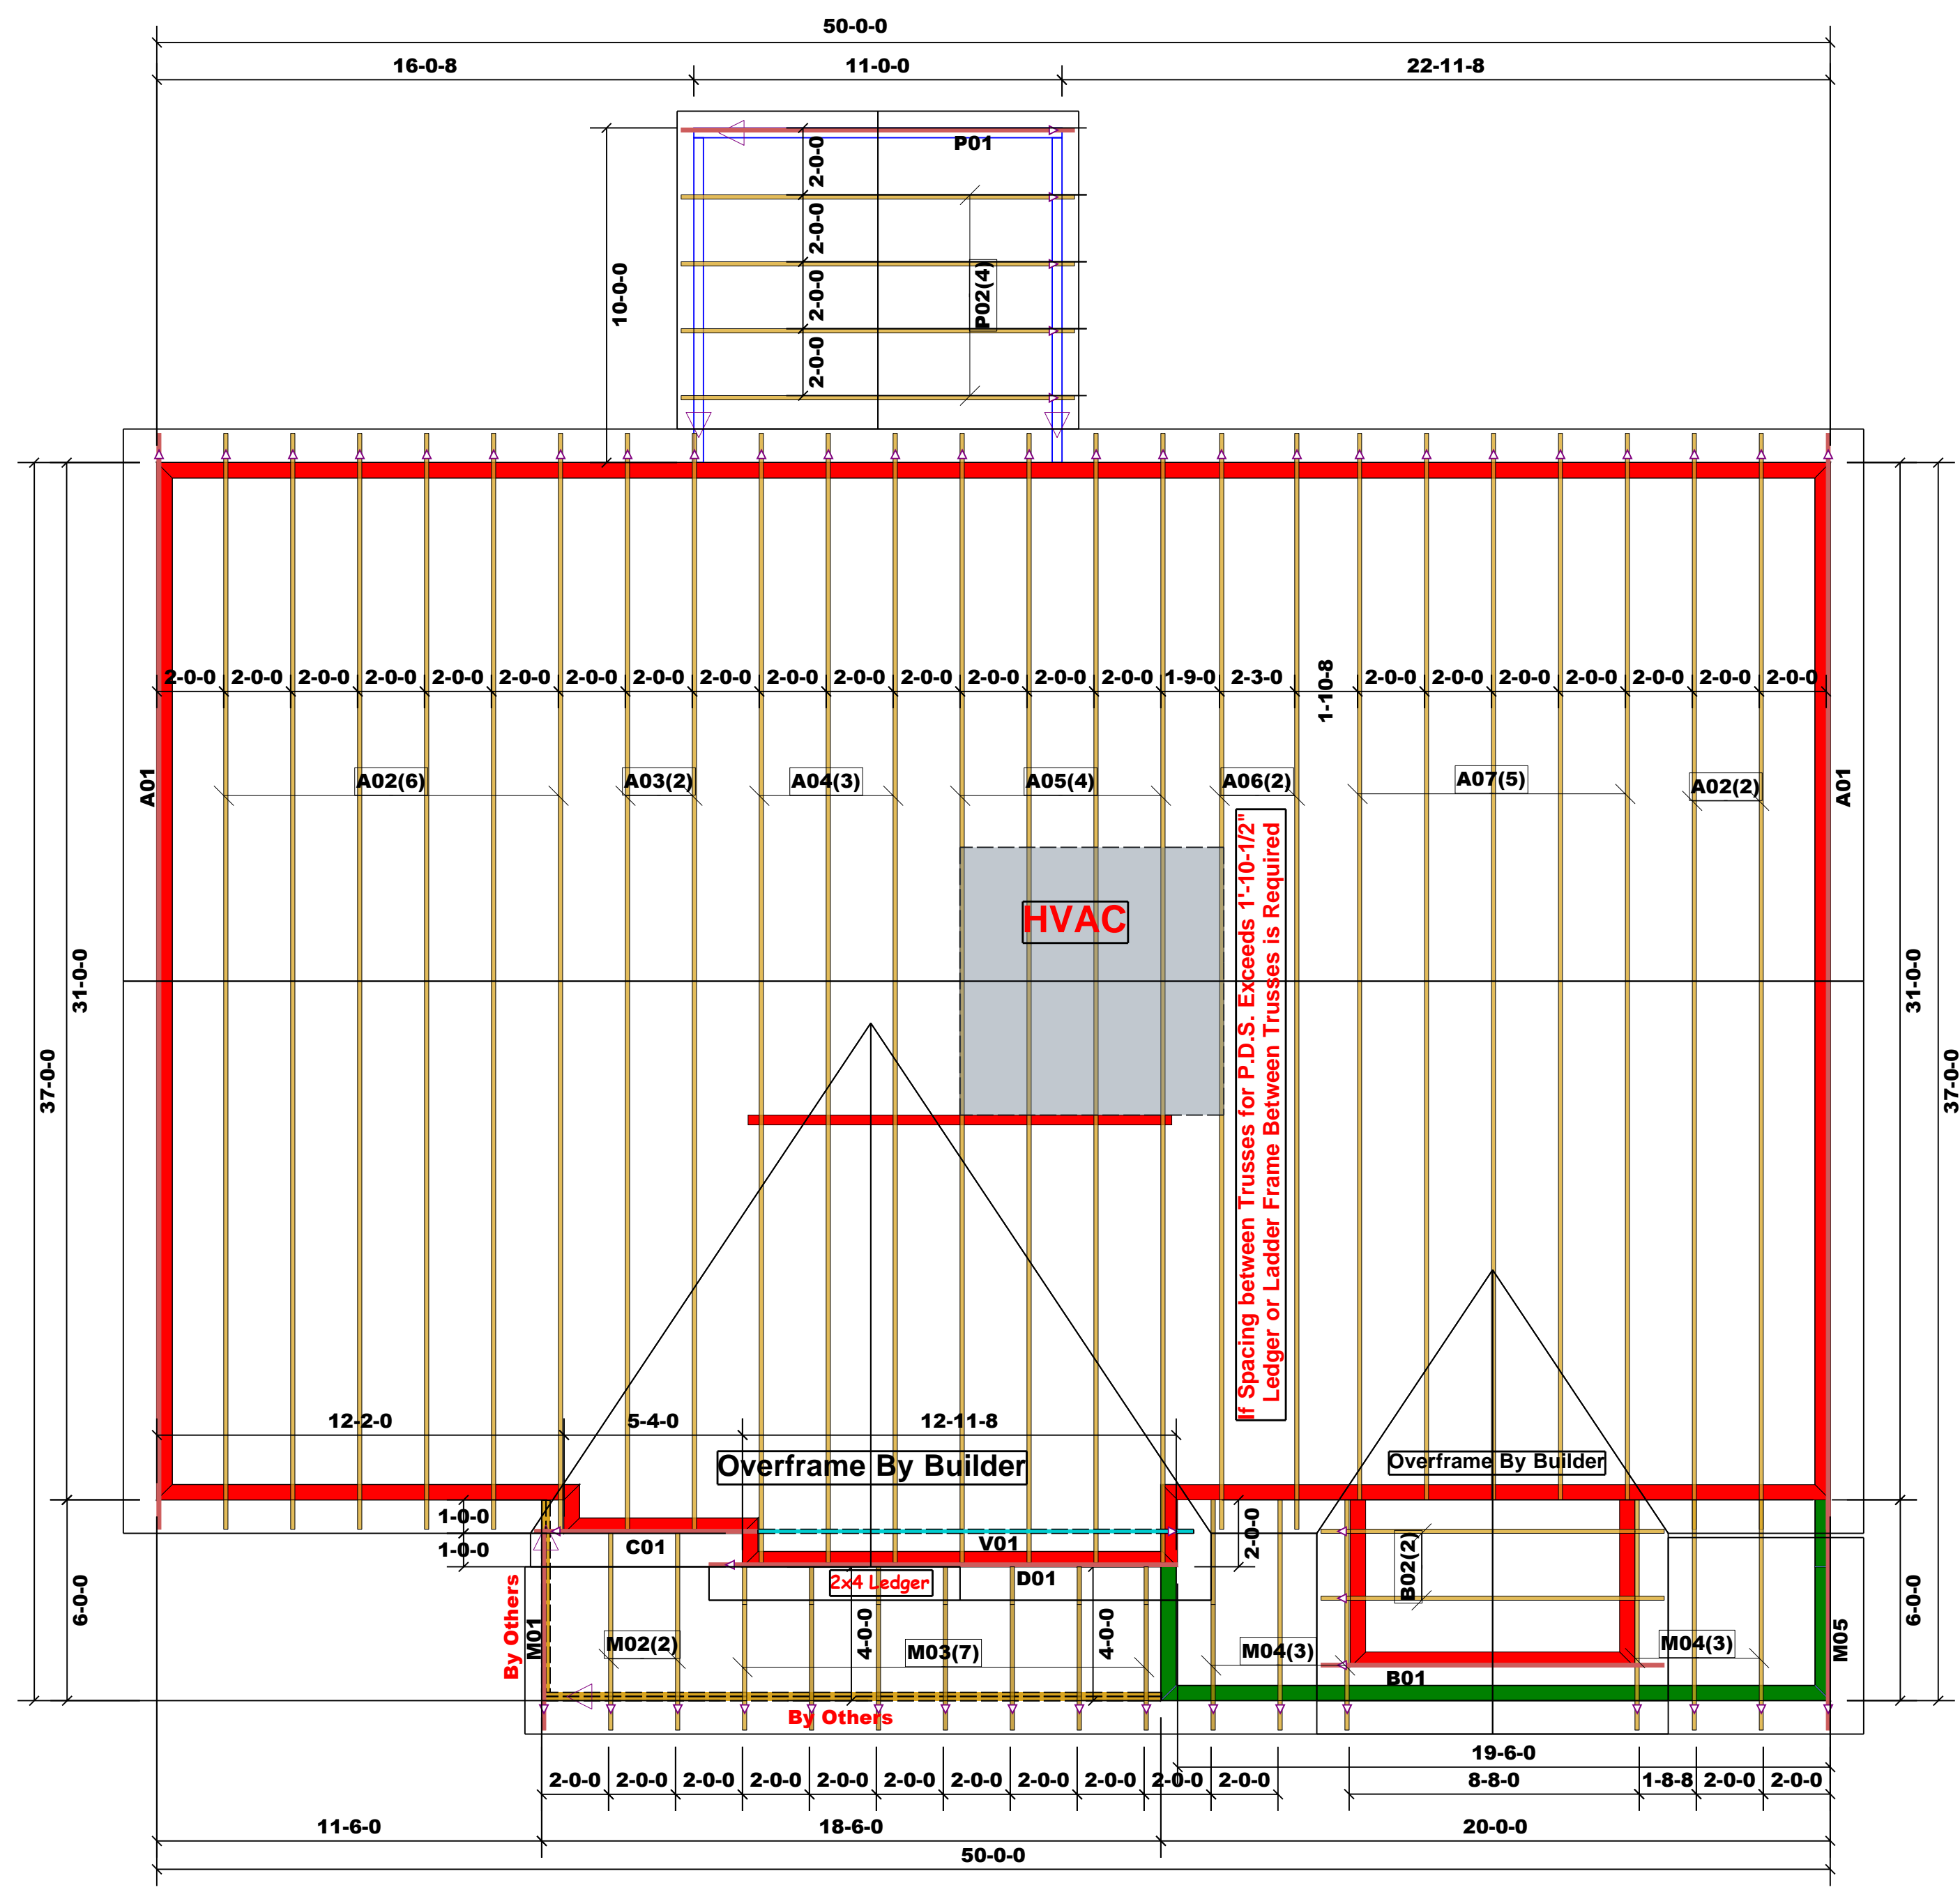 50-0-0
16-0-8
11-0-0
22-11-8
P01
2-0-0
2-0-0
2-0-0
2-0-0
10-0-0
P02(4)
2-0-0 2-0-0 2-0-0 2-0-0 2-0-0 2-0-0 2-0-0 2-0-0 2-0-0 2-0-0 2-0-0 2-0-0 2-0-0 2-0-0 2-0-0 1-9-0 2-3-0 1-10-8 2-0-0 2-0-0 2-0-0 2-0-0 2-0-0 2-0-0 2-0-0
A01
A02(6)
A03(2)
A04(3)
A05(4)
A06(2)
A07(5)
A02(2)
A01
HVAC
If Spacing between Trusses for P.D.S. Exceeds 1'-10-1/2"
Ledger or Ladder Frame Between Trusses is Required
31-0-0
37-0-0
31-0-0
37-0-0
12-2-0
5-4-0
12-11-8
Overframe By Builder
Overframe By Builder
1-0-0
1-0-0
C01
V01
2-0-0
2x4 Ledger
D01
B02(2)
6-0-0
By Others
M01
M02(2)
4-0-0
M03(7)
4-0-0
M04(3)
M04(3)
M05
6-0-0
B01
By Others
19-6-0
2-0-0 2-0-0 2-0-0 2-0-0 2-0-0 2-0-0 2-0-0 2-0-0 2-0-0 2-0-0 2-0-0 8-8-0 1-8-8 2-0-0 2-0-0
11-6-0
18-6-0
20-0-0
50-0-0